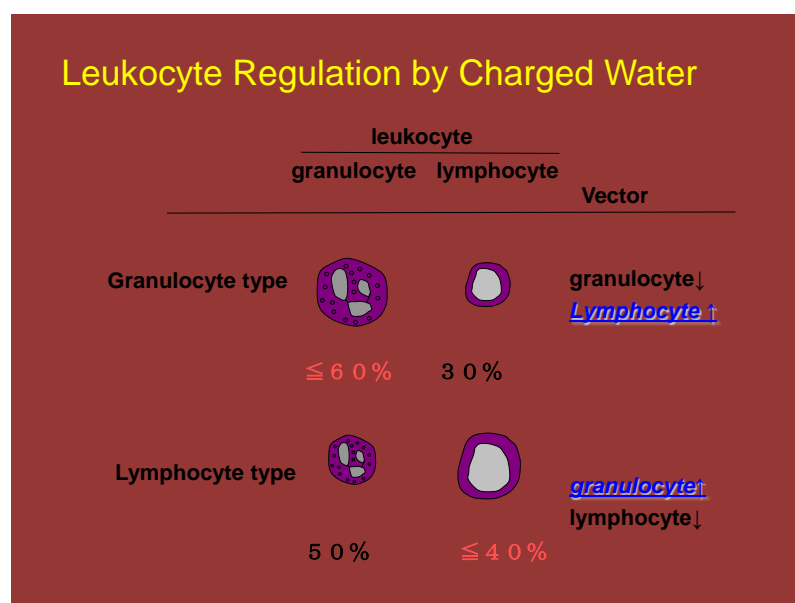 Leukocyte Regulation by Charged Water
leukocyte
granulocyte lymphocyte
Vector
Granulocyte type
granulocyte↓
Lymphocyte ↑
≦６０% ３０%
Lymphocyte type
granulocyte↑
lymphocyte↓
５０% ≦４０%